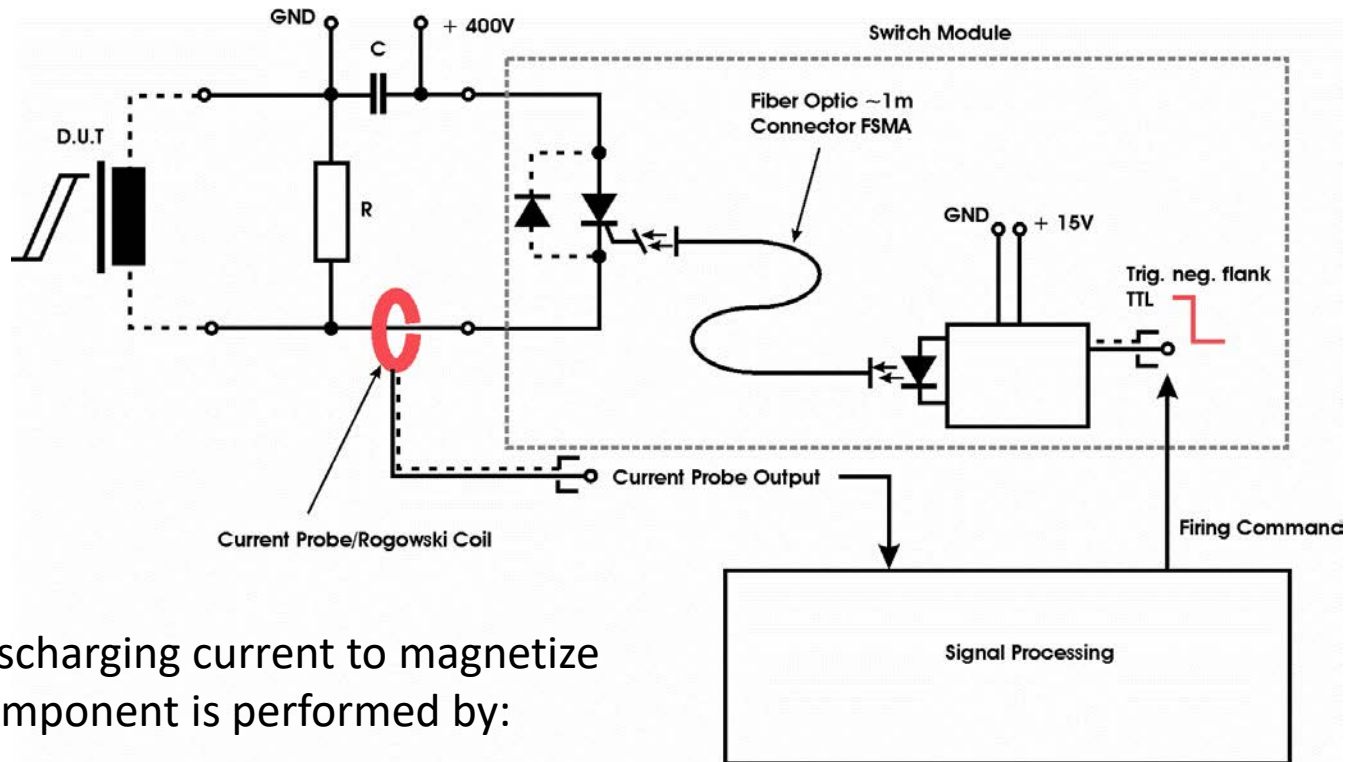 GND
+ 400V
C
Switch Module
Fiber Optic ~1m
Connector FSMA
D.U.T
R
GND
+ 15V
Trig. neg. flank
TTL
Current Probe Output
Current Probe/Rogowski Coil
Firing Comman
scharging current to magnetize
omponent is performed by:
Signal Processing